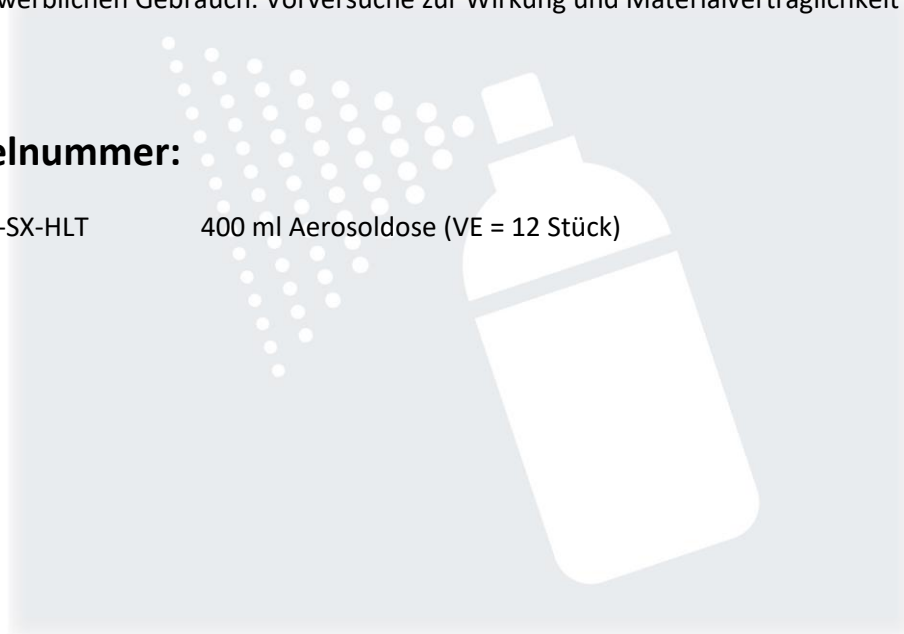 werblichen Gebrauch. Vorversuche zur Wirkung und Materialverträglichkeit
elnummer:
-SX-HLT 400 ml Aerosoldose (VE = 12 Stück)